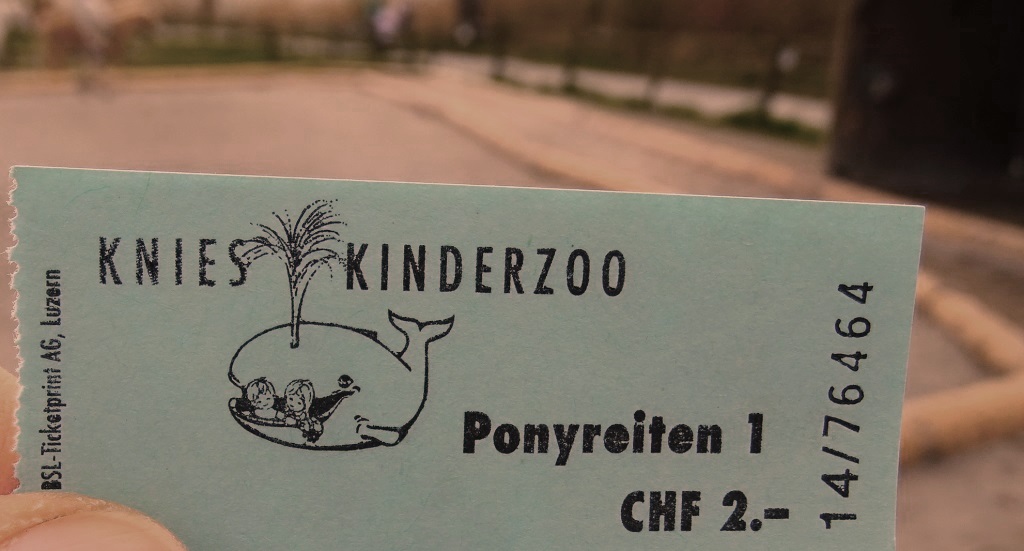 KNIES KINDERZOO
BSL-Ticketprint AG, Luzern
Ponyreiten 1
CHF 2.–
14/76464